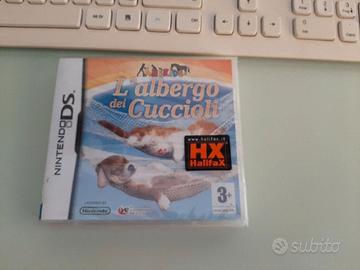 L'albergo
dei Cuccioli
NINTENDO DS
www.halifax.it
HX
HalifaX
Nintendo
3+
subito